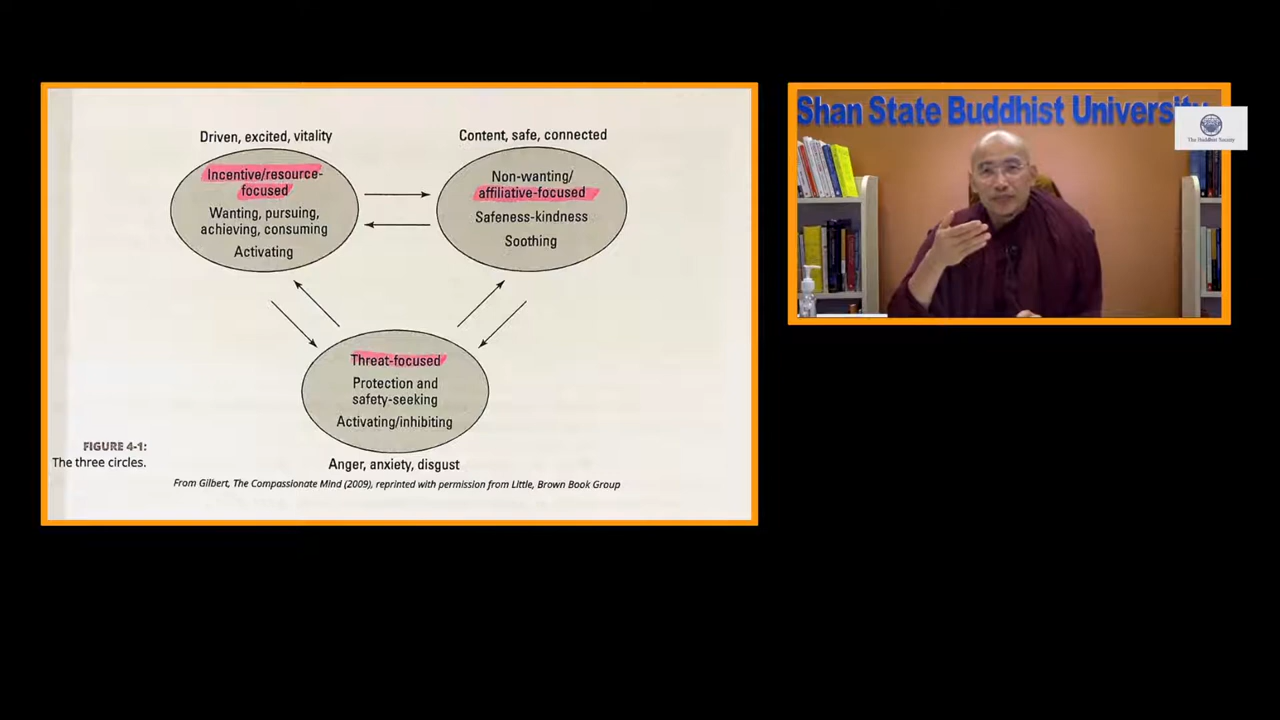 Driven, excited, vitality
Incentive/resource-
focused
Wanting, pursuing,
achieving, consuming
Activating
Content, safe, connected
Non-wanting/
affiliative-focused
Safeness-kindness
Soothing
Threat-focused
Protection and
safety-seeking
Activating/inhibiting
Anger, anxiety, disgust
FIGURE 4-1:
The three circles.
From Gilbert, The Compassionate Mind (2009), reprinted with permission from Little, Brown Book Group
Shan State Buddhist University
The Buddhist Society